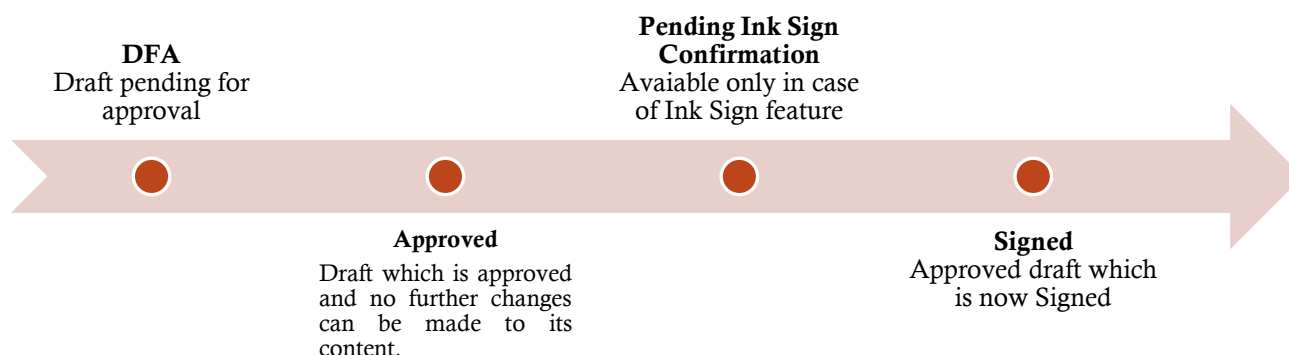 DFA
Draft pending for
approval
Approved
Draft which is approved
and no further changes
can be made to its
content.
Pending Ink Sign
Confirmation
Avaiable only in case
of Ink Sign feature
Signed
Approved draft which
is now Signed